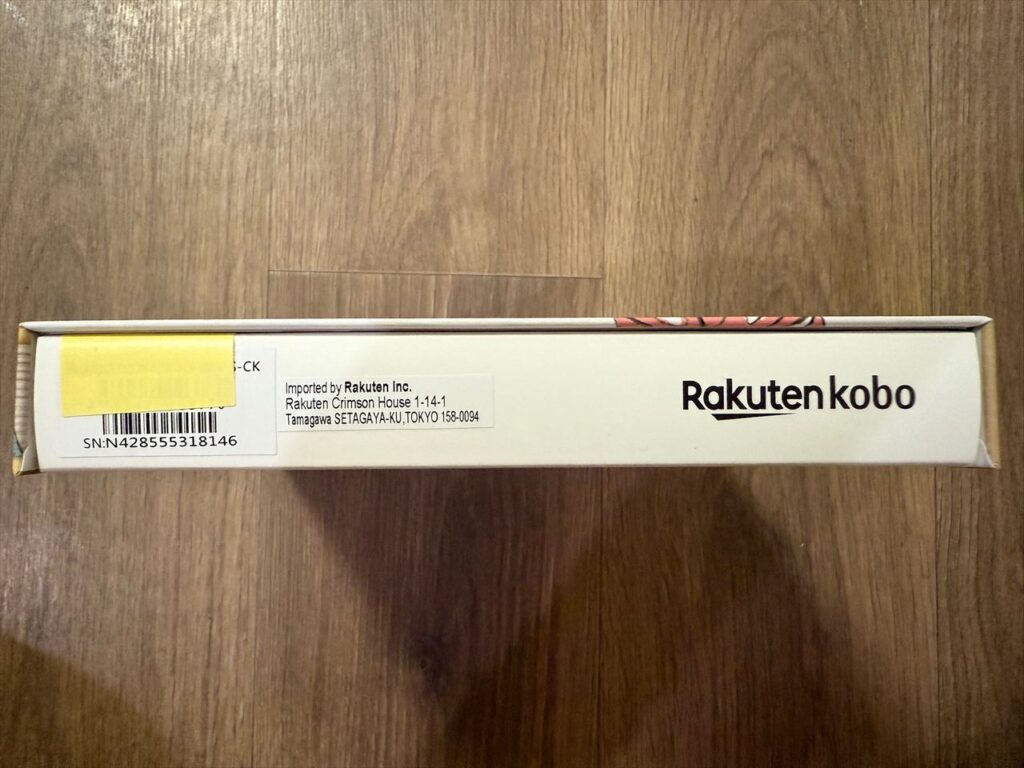 S-CK
SN:N428555318146
Imported by Rakuten Inc.
Rakuten Crimson House 1-14-1
Tamagawa SETAGAYA-KU,TOKYO 158-0094
Rakuten kobo